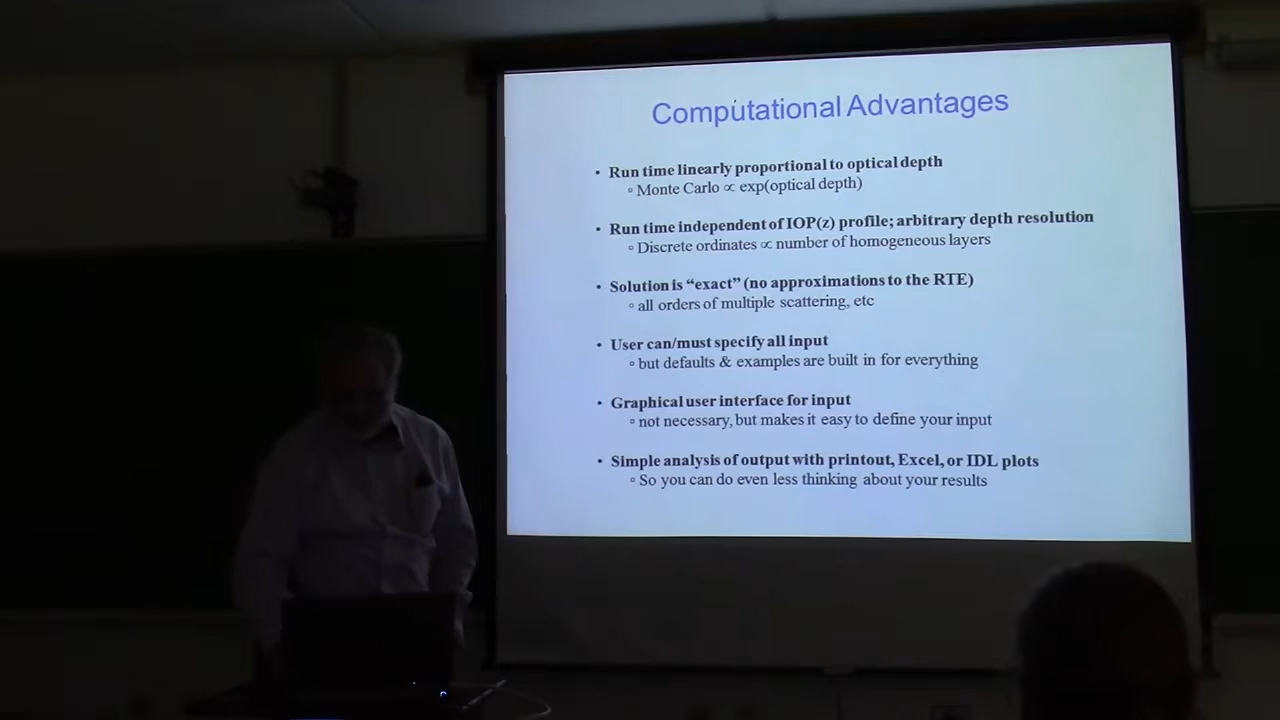 Computational Advantages
• Run time linearly proportional to optical depth
▫ Monte Carlo ∝ exp(optical depth)
• Run time independent of IOP(z) profile; arbitrary depth resolution
▫ Discrete ordinates ∝ number of homogeneous layers
• Solution is “exact” (no approximations to the RTE)
▫ all orders of multiple scattering, etc
• User can/must specify all input
▫ but defaults & examples are built in for everything
• Graphical user interface for input
▫ not necessary, but makes it easy to define your input
• Simple analysis of output with printout, Excel, or IDL plots
▫ So you can do even less thinking about your results